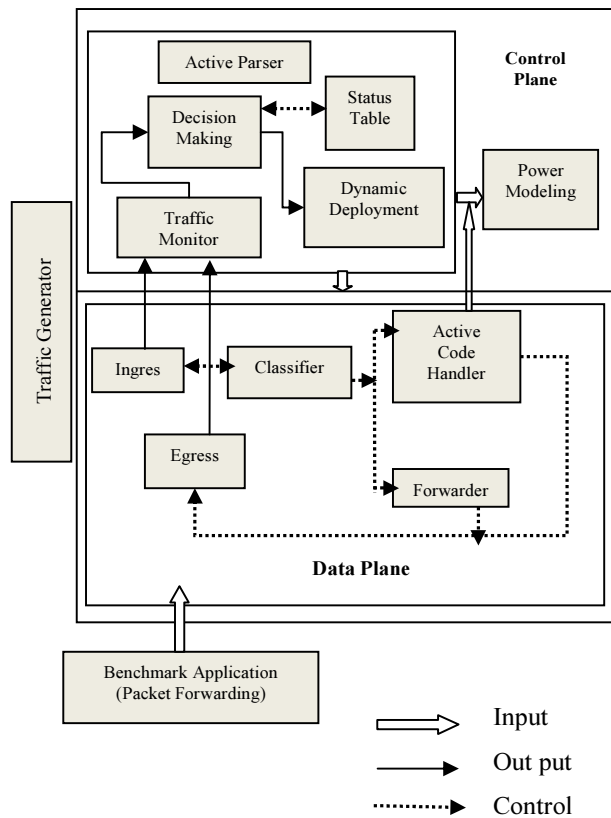 Active Parser
Control
Plane
Decision
Making
Status
Table
Dynamic
Deployment
Power
Modeling
Traffic
Monitor
Traffic Generator
Ingres
Classifier
Active
Code
Handler
Egress
Forwarder
Data Plane
Benchmark Application
(Packet Forwarding)
Input
Out put
Control